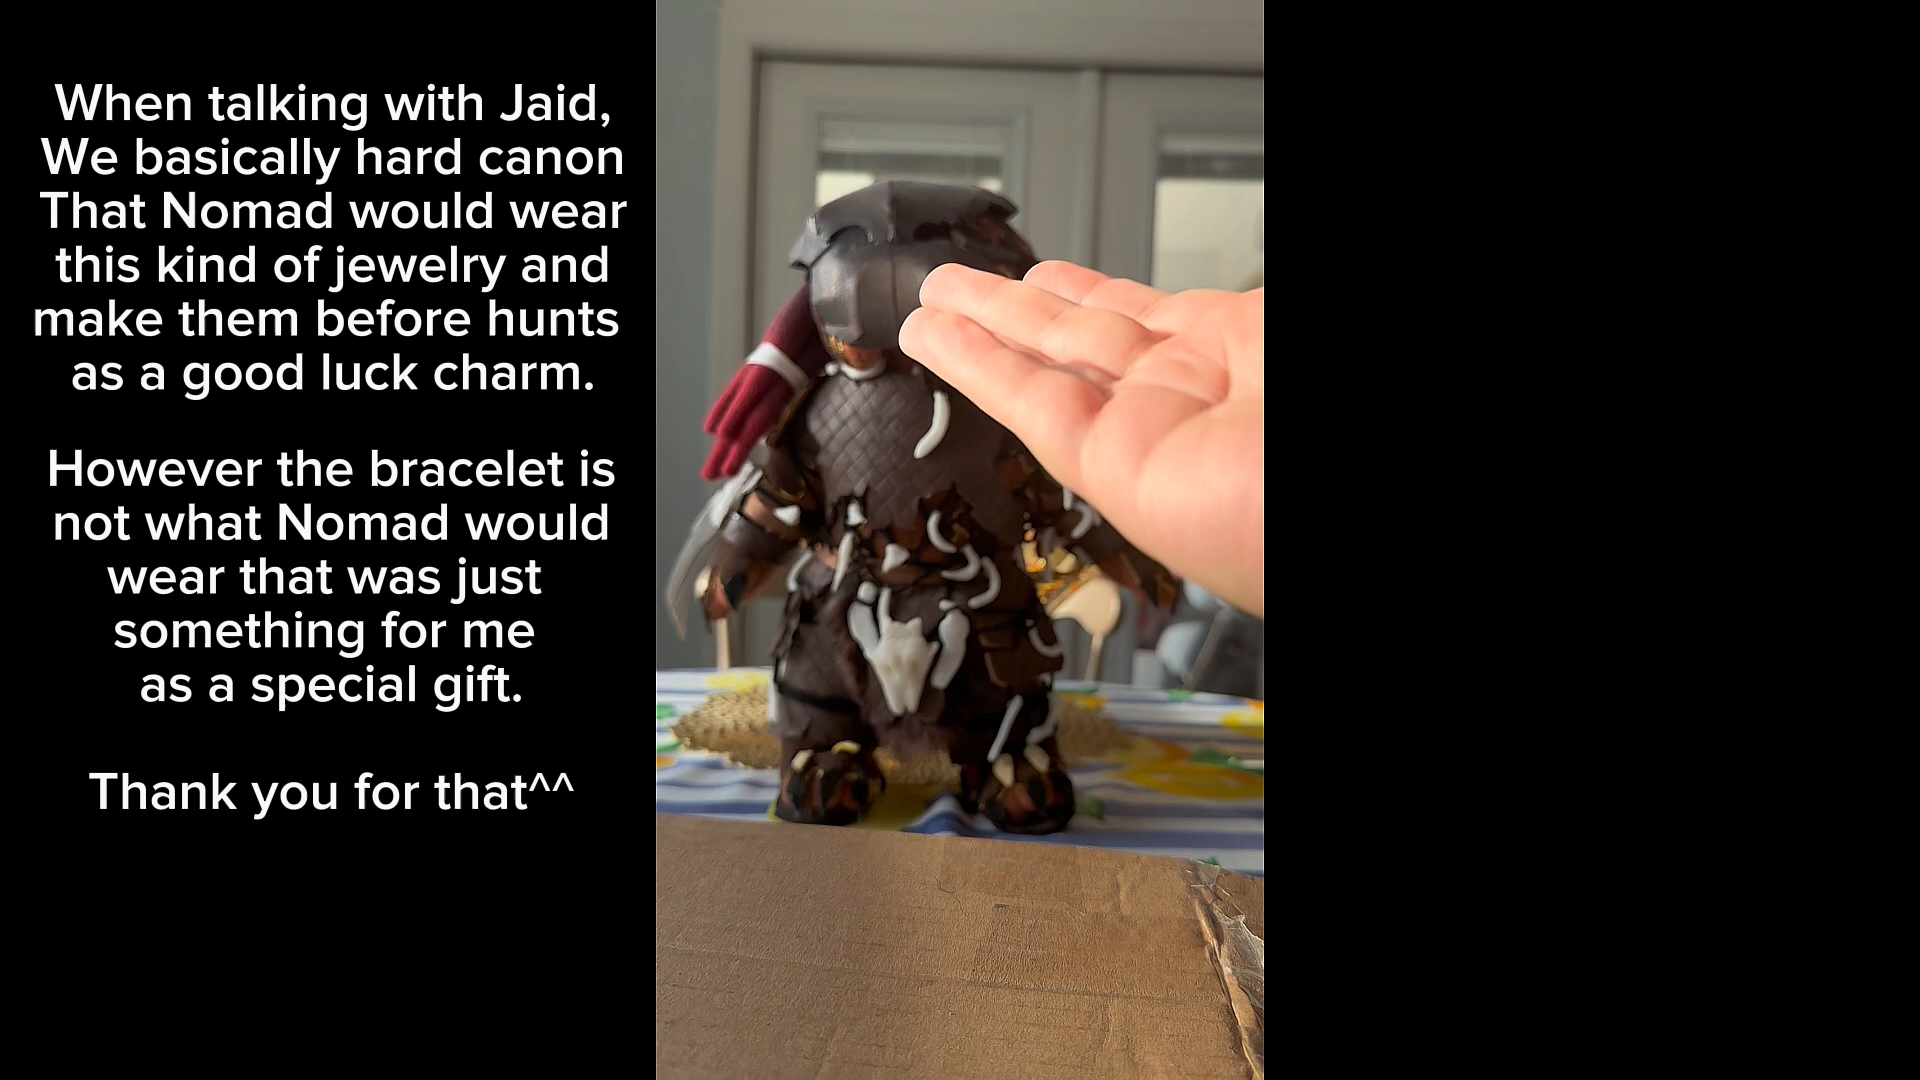 When talking with Jaid,
We basically hard canon
That Nomad would wear
this kind of jewelry and
make them before hunts
as a good luck charm.
However the bracelet is
not what Nomad would
wear that was just
something for me
as a special gift.
Thank you for that^^